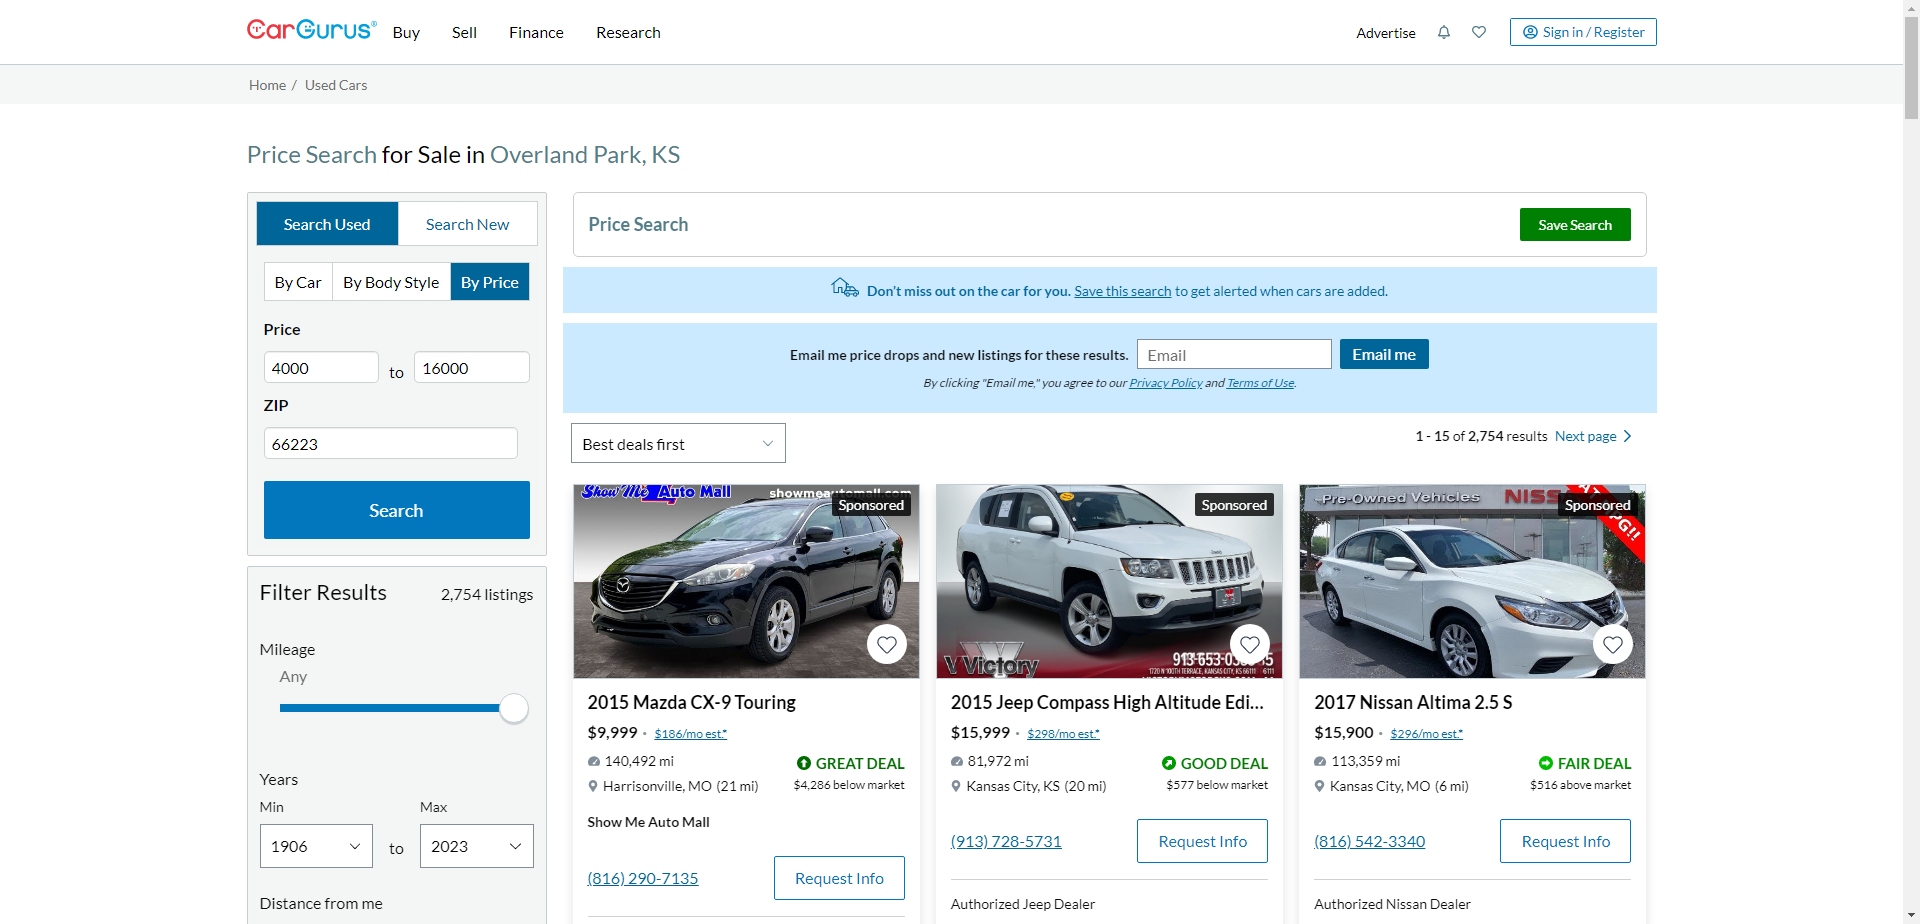 CarGurus®
Buy
Sell
Finance
Research
Advertise
Sign in / Register
Home / Used Cars
Price Search for Sale in Overland Park, KS
Search Used
Search New
By Car
By Body Style
By Price
Price
4000
to
16000
ZIP
66223
Search
Filter Results
2,754 listings
Mileage
Any
Years
Min
Max
1906
to
2023
Distance from me
Price Search
Save Search
Don't miss out on the car for you. Save this search to get alerted when cars are added.
Email me price drops and new listings for these results.
Email
Email me
By clicking "Email me," you agree to our Privacy Policy and Terms of Use.
Best deals first
1 - 15 of 2,754 results
Next page
Show Me Auto Mall
showmeautomall.com
Sponsored
2015 Mazda CX-9 Touring
$9,999 · $186/mo est.*
140,492 mi
GREAT DEAL
Harrisonville, MO (21 mi)
$4,286 below market
Show Me Auto Mall
(816) 290-7135
Request Info
Sponsored
Victory
2015 Jeep Compass High Altitude Edi...
$15,999 · $298/mo est.*
81,972 mi
GOOD DEAL
Kansas City, KS (20 mi)
$577 below market
(913) 728-5731
Request Info
Authorized Jeep Dealer
Pre-Owned Vehicles
Sponsored
2017 Nissan Altima 2.5 S
$15,900 · $296/mo est.*
113,359 mi
FAIR DEAL
Kansas City, MO (6 mi)
$516 above market
(816) 542-3340
Request Info
Authorized Nissan Dealer